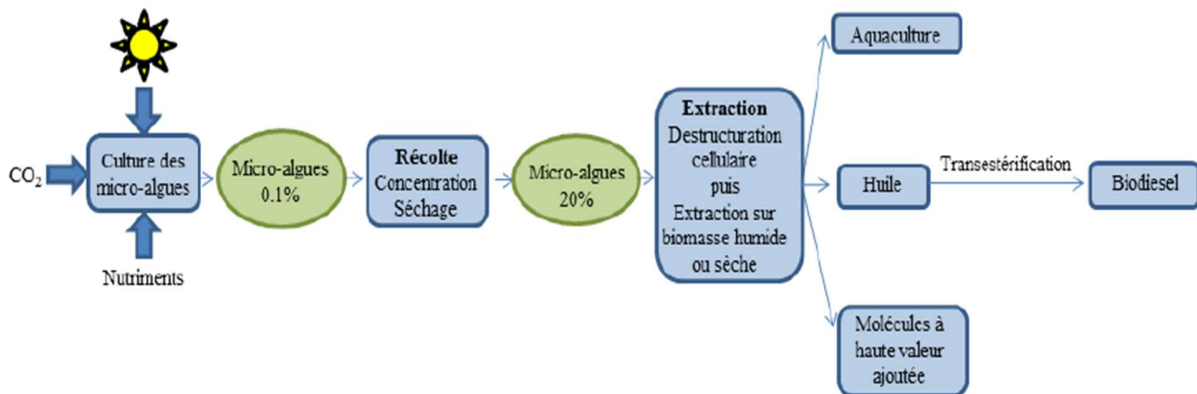 CO2
Nutriments
Culture des
micro-algues
Micro-algues
0.1%
Récolte
Concentration
Séchage
Micro-algues
20%
Extraction
Destructuration
cellulaire
puis
Extraction sur
biomasse humide
ou sèche
Aquaculture
Huile
Transestérification
Biodiesel
Molécules à
haute valeur
ajoutée